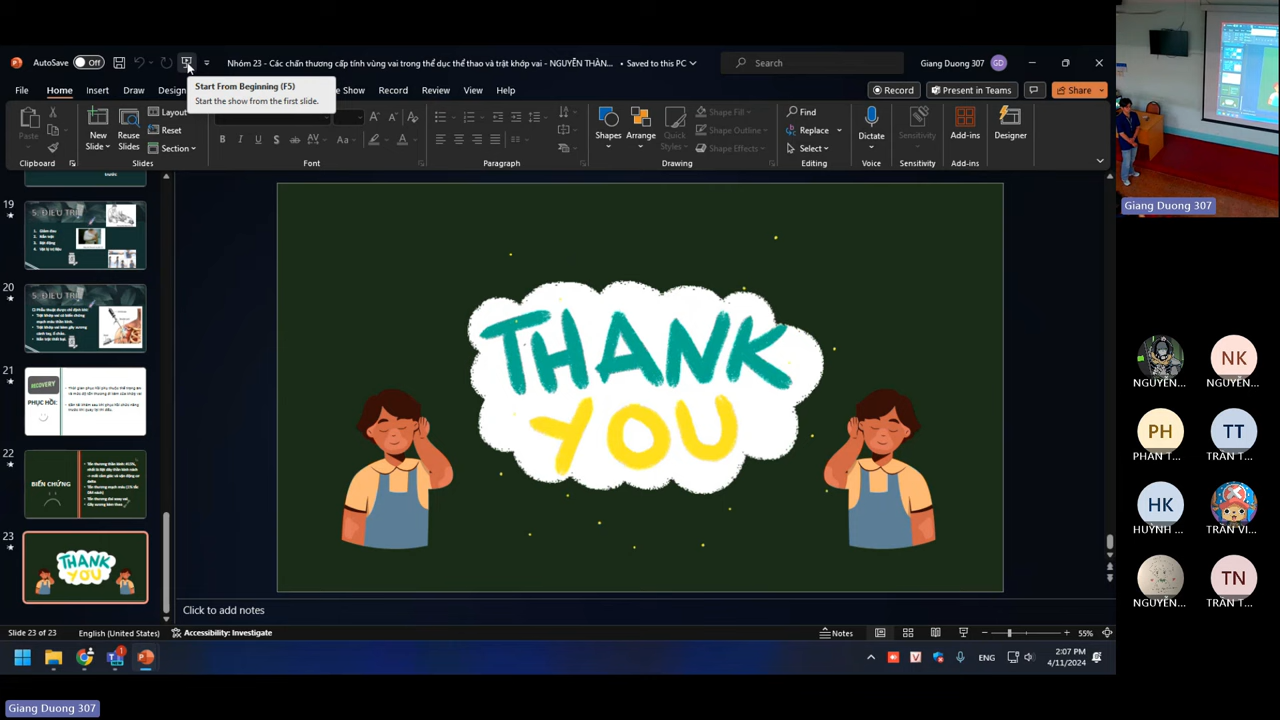 AutoSave
Off
Nhóm 23 - Các chấn thương cấp tính vùng vai trong thể dục thể thao và trật khớp vai - NGUYỄN THÀN... • Saved to this PC
Search
Giang Duong 307
GD
Start From Beginning (F5)
Start the show from the first slide.
File
Home
Insert
Draw
Design
Show
Record
Review
View
Help
Record
Present in Teams
Share
Paste
New Slide
Reuse Slides
Layout
Reset
Section
Shapes
Arrange
Quick Styles
Shape Fill
Shape Outline
Shape Effects
Find
Replace
Select
Dictate
Sensitivity
Add-ins
Designer
Clipboard
Slides
Font
Paragraph
Drawing
Editing
Voice
Sensitivity
Add-ins
19
5. ĐIỀU TRỊ
20
5. ĐIỀU TRỊ
21
RECOVERY
PHỤC HỒI:
22
BIẾN CHỨNG
23
THANK
YOU
THANK
YOU
Click to add notes
Slide 23 of 23
English (United States)
Accessibility: Investigate
Notes
55%
ENG
2:07 PM
4/11/2024
Giang Duong 307
Giang Duong 307
NGUYỄN...
NK
NGUYỄN...
PH
PHAN T...
TT
TRẦN T...
HK
HUỲNH ...
TRẦN VI...
NGUYỄN...
TN
TRẦN T...